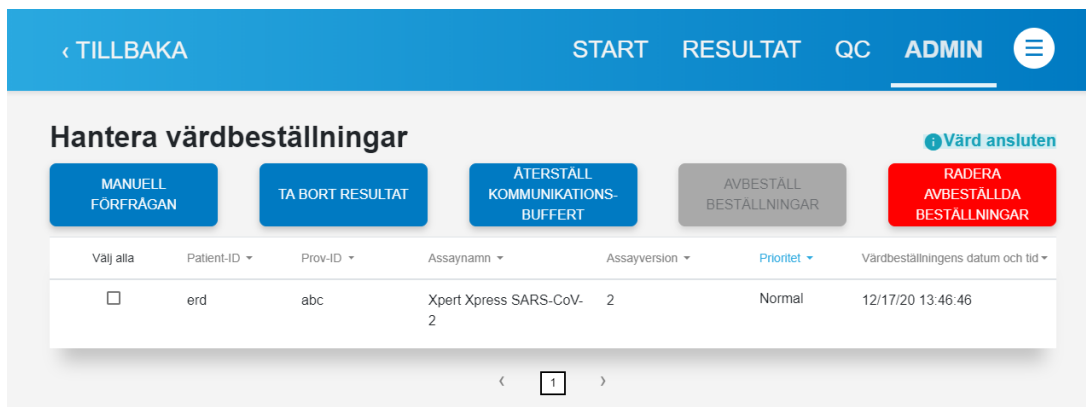 ‹ TILLBAKA START RESULTAT QC ADMIN
Hantera värdbeställningar
Värd ansluten
MANUELL
FÖRFRÅGAN
TA BORT RESULTAT
ÅTERSTÄLL
KOMMUNIKATIONS-
BUFFERT
AVBESTÄLL
BESTÄLLNINGAR
RADERA
AVBESTÄLLDA
BESTÄLLNINGAR
Välj alla Patient-ID Prov-ID Assaynamn Assayversion Prioritet Värdbeställningens datum och tid
erd abc Xpert Xpress SARS-CoV- 2 Normal 12/17/20 13:46:46
2
‹ 1 ›